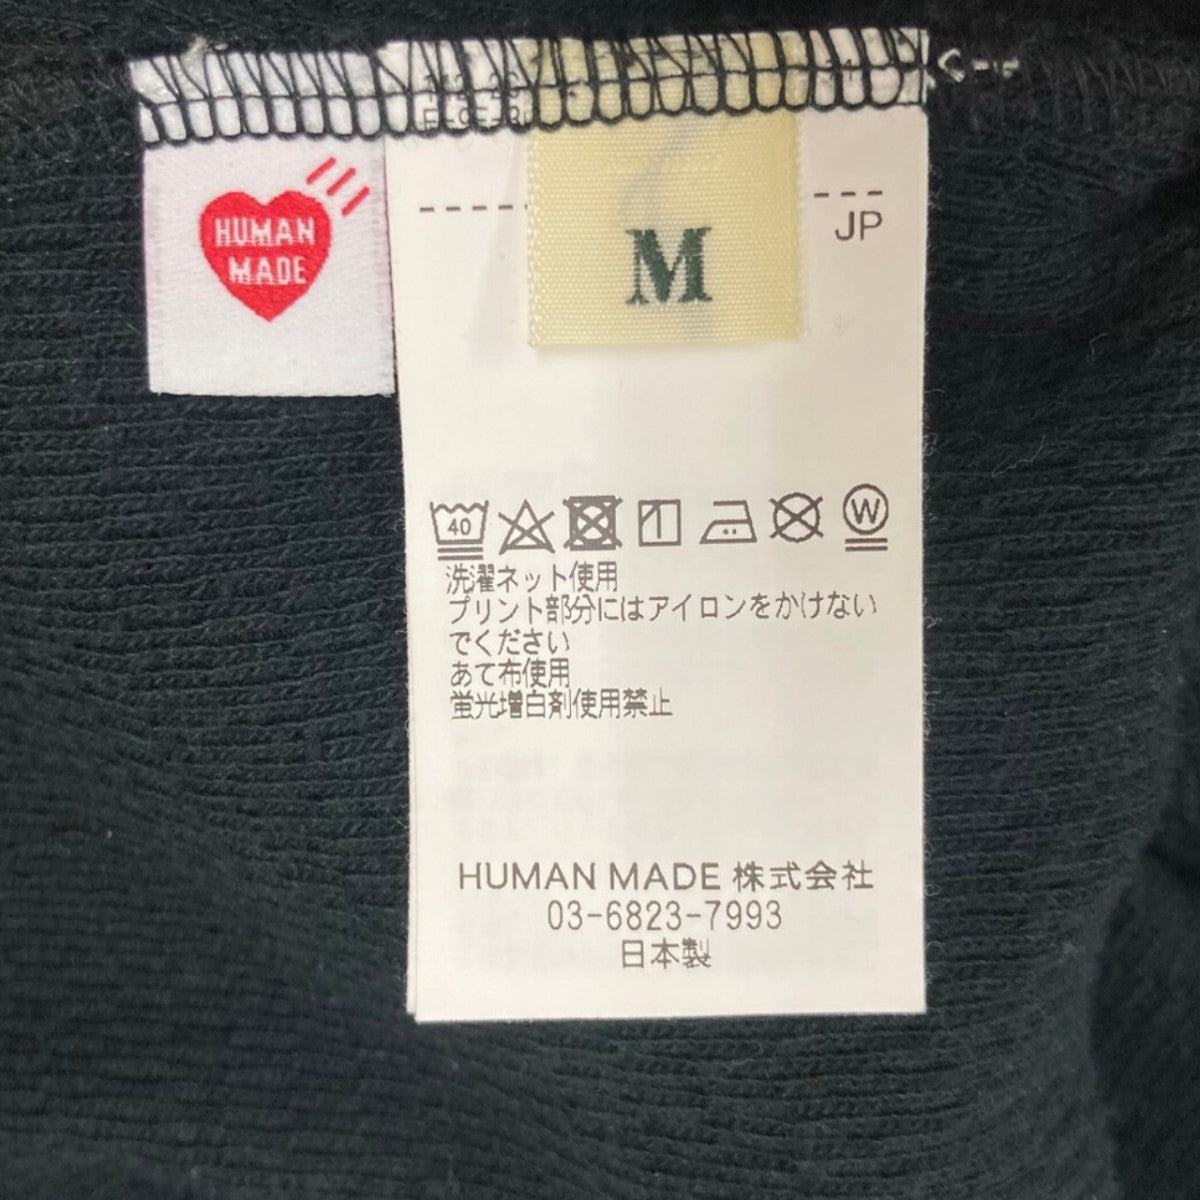 HUMAN
MADE
M
JP
40
W
洗濯ネット使用
プリント部分にはアイロンをかけない
でください
あて布使用
蛍光増白剤使用禁止
HUMAN MADE 株式会社
03-6823-7993
日本製